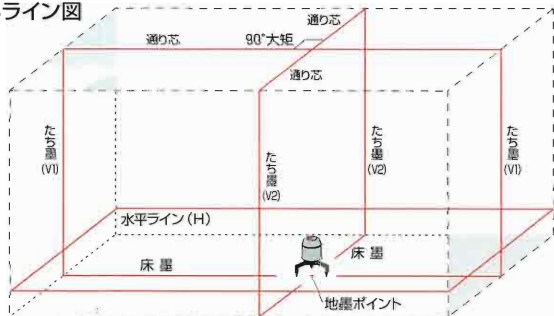 ライン図
通り芯
通り芯
90°大矩
通り芯
たち墨
(V1)
たち墨
(V2)
たち墨
(V2)
たち墨
(V1)
水平ライン(H)
床墨
床墨
地墨ポイント